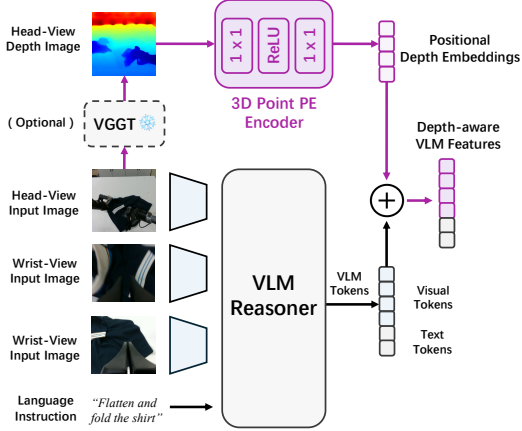 Head-View
Depth Image
1 x 1
ReLU
1 x 1
3D Point PE
Encoder
Positional
Depth Embeddings
( Optional )
VGGT
Depth-aware
VLM Features
Head-View
Input Image
Wrist-View
Input Image
Wrist-View
Input Image
VLM
Reasoner
VLM
Tokens
Visual
Tokens
Text
Tokens
Language
Instruction
“Flatten and
fold the shirt”